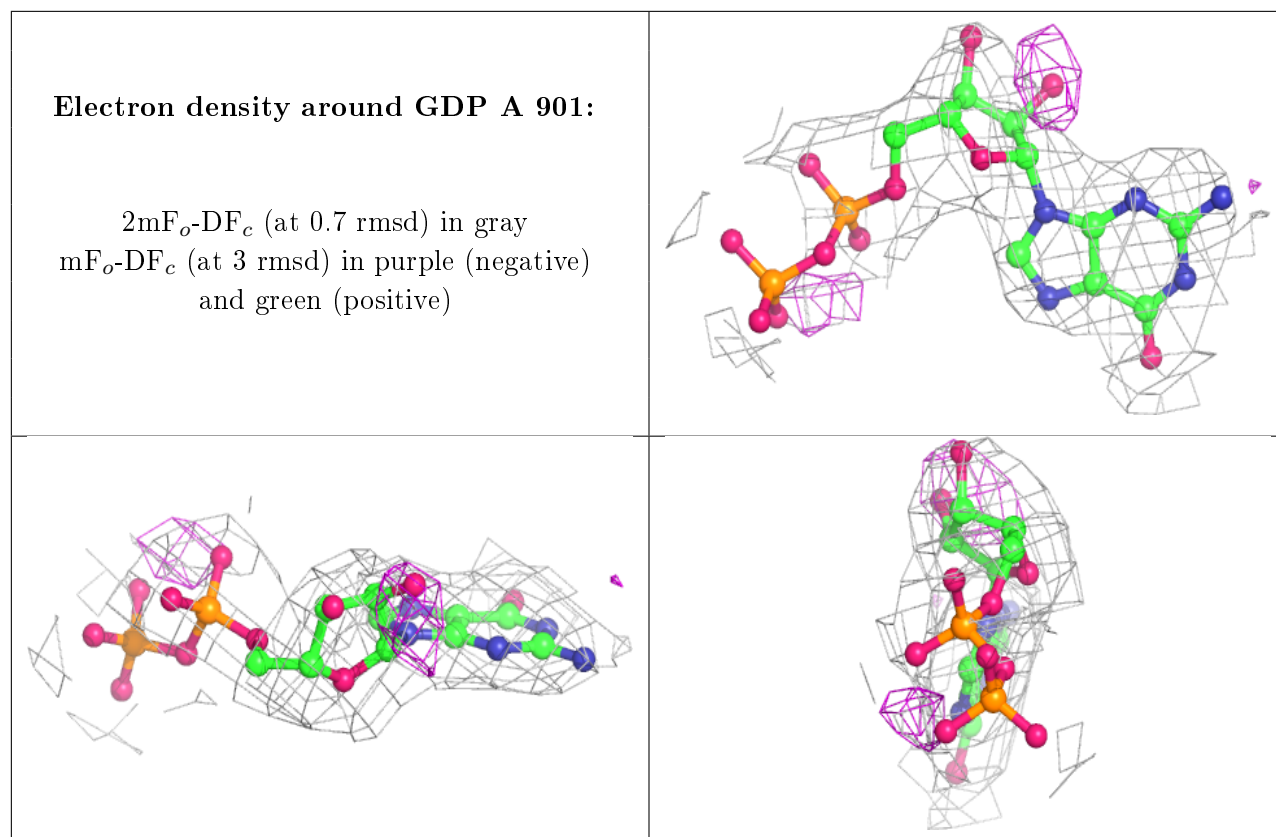 Electron density around GDP A 901:
2mFₒ-DF𝒸 (at 0.7 rmsd) in gray
mFₒ-DF𝒸 (at 3 rmsd) in purple (negative)
and green (positive)